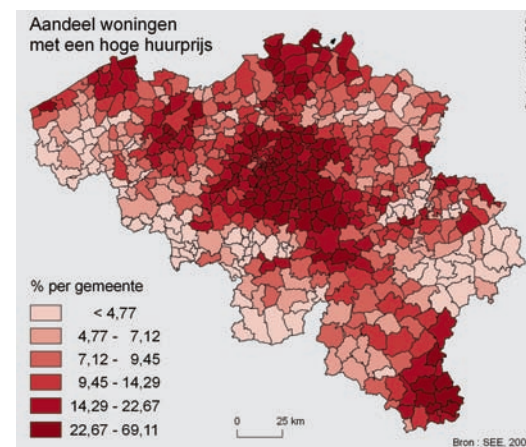 Aandeel woningen
met een hoge huurprijs
% per gemeente
< 4,77
4,77 - 7,12
7,12 - 9,45
9,45 - 14,29
14,29 - 22,67
22,67 - 69,11
0 25 km
Bron : SEE, 200